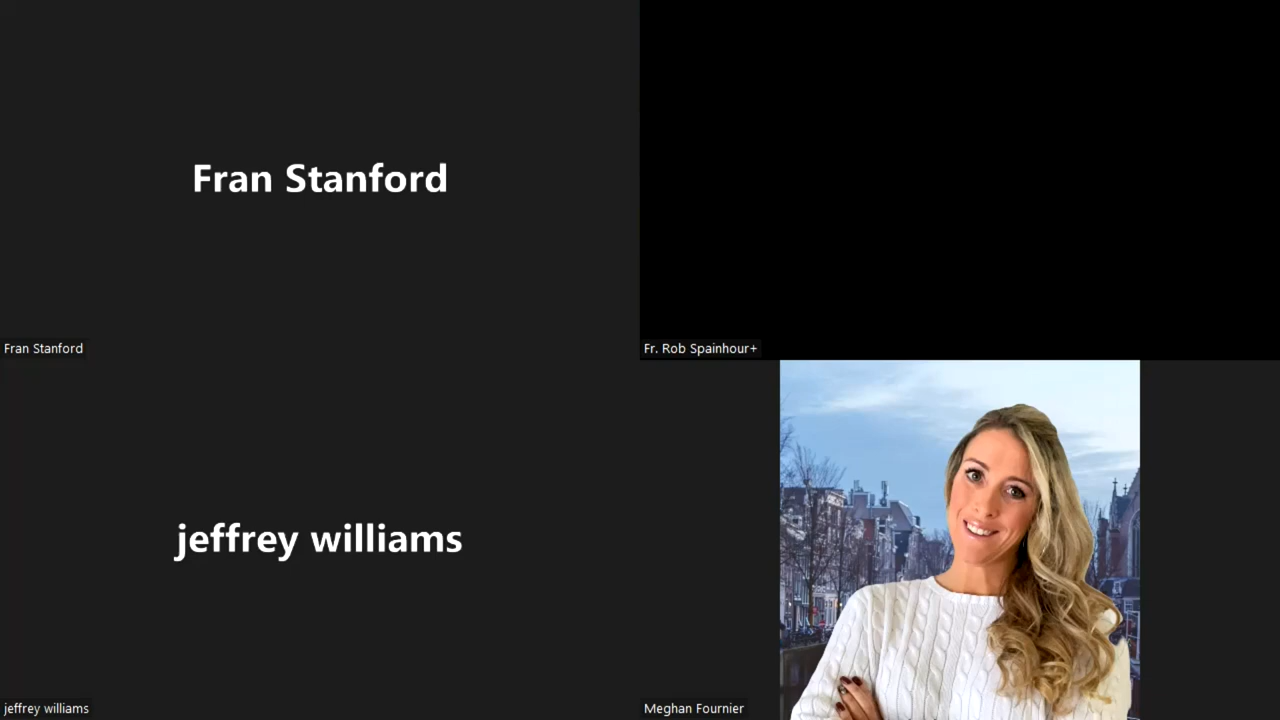 Fran Stanford
Fran Stanford
Fr. Rob Spainhour+
jeffrey williams
jeffrey williams
Meghan Fournier